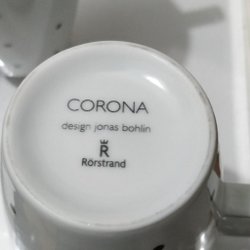 CORONA
design jonas bohlin
R
Rörstrand